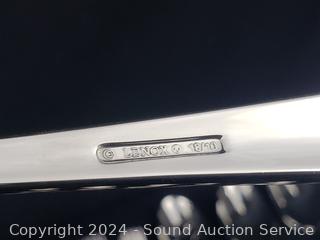 © LENOX ® 18/10
Copyright 2024 - Sound Auction Service